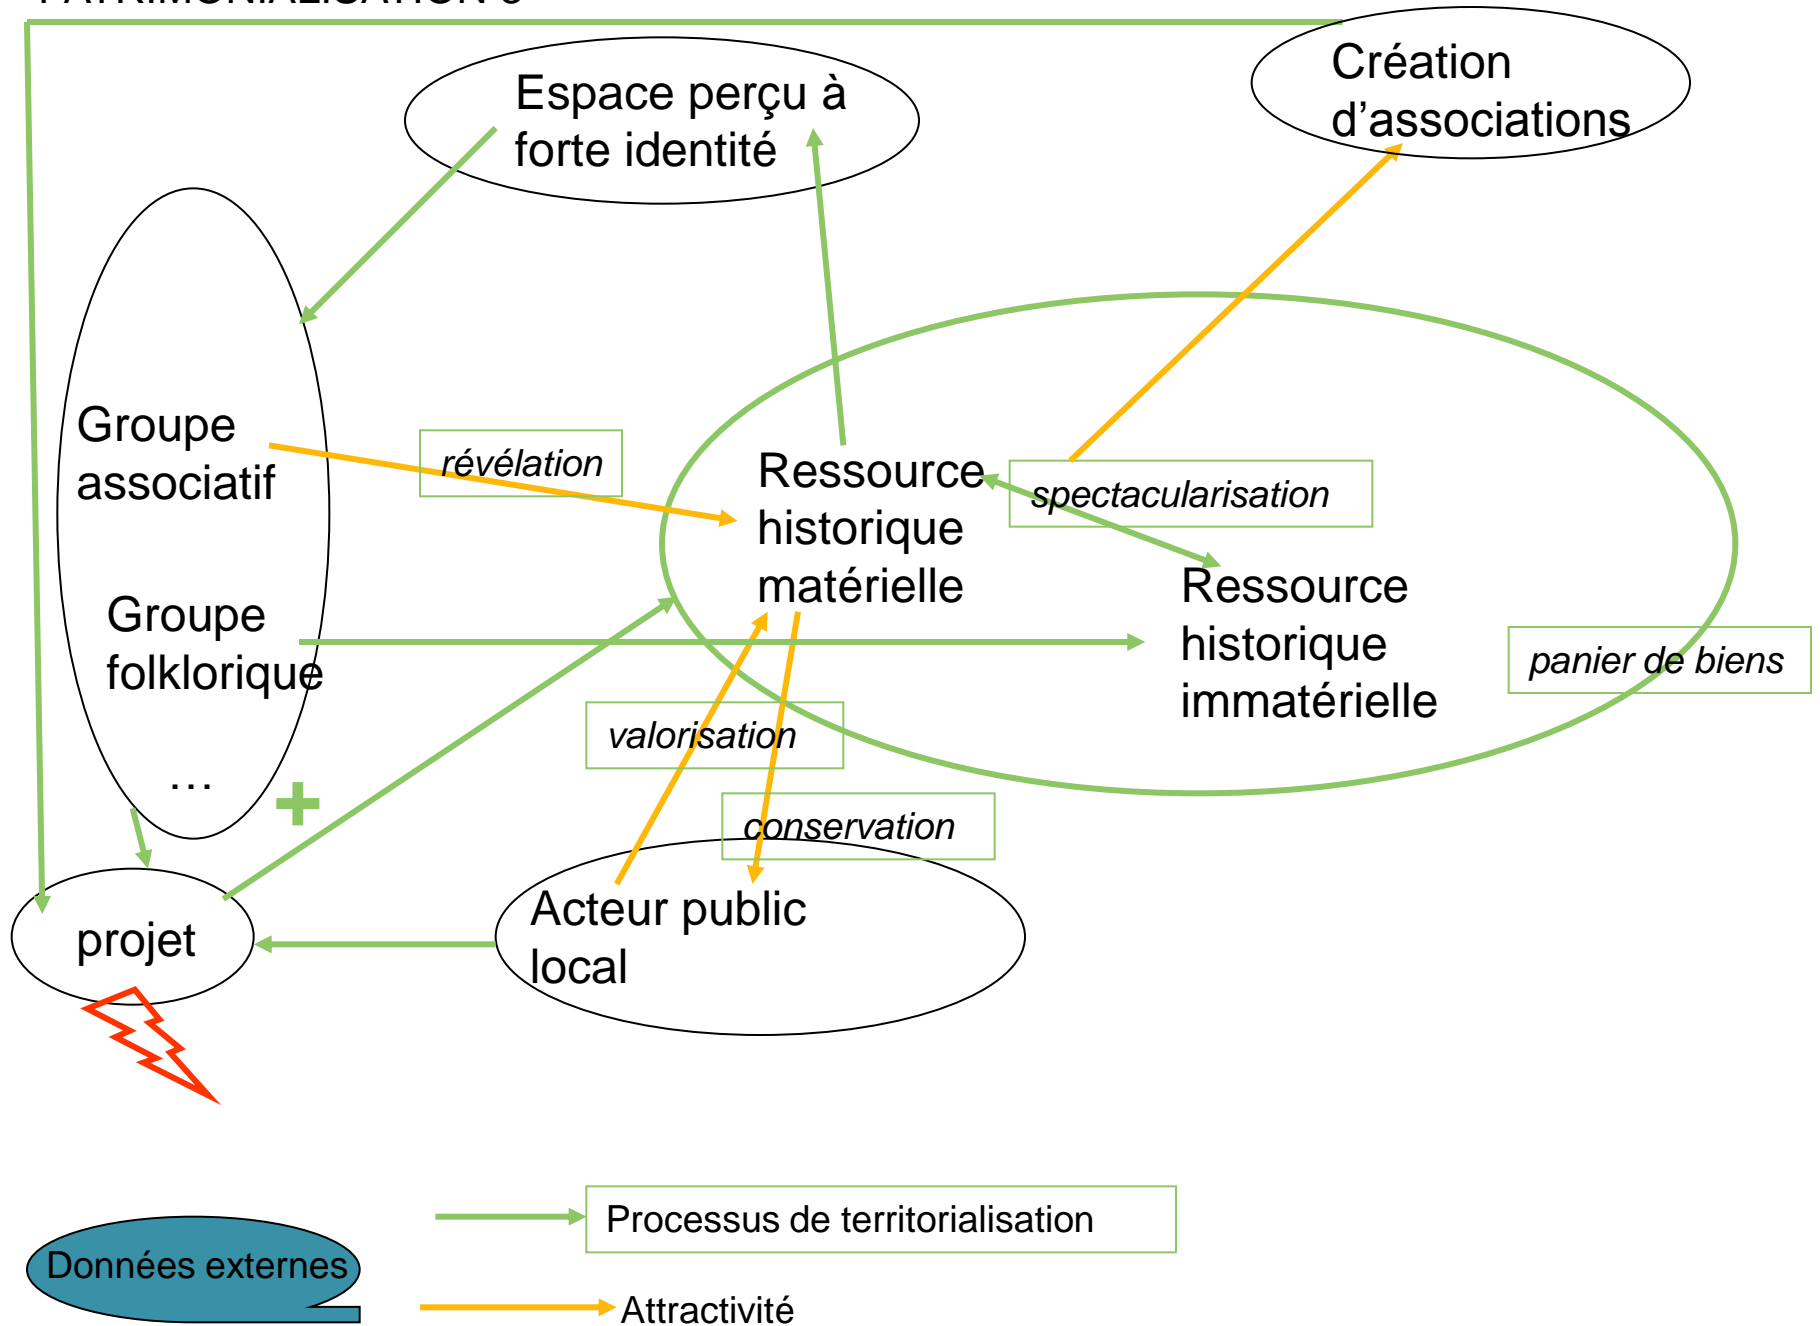 Création
d'associations
Espace perçu à
forte identité
Groupe
associatif
révélation
Ressource
historique
matérielle
spectacularisation
Ressource
historique
immatérielle
panier de biens
Groupe
folklorique
...
+
valorisation
conservation
Acteur public
local
projet
Processus de territorialisation
Données externes
Attractivité